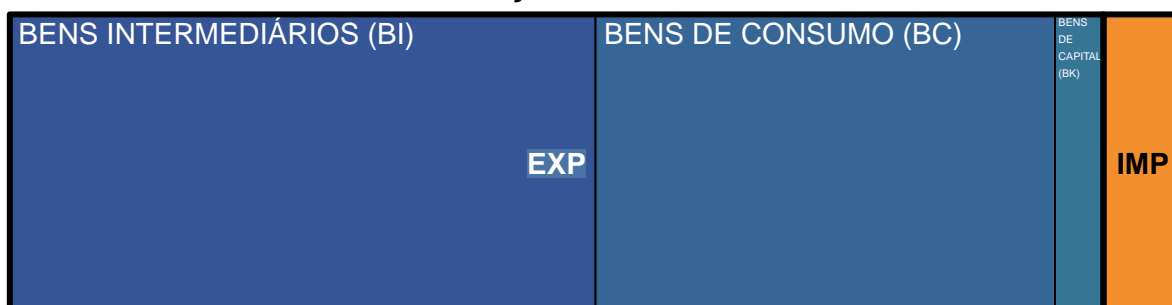 BENS INTERMEDIÁRIOS (BI)
BENS DE CONSUMO (BC)
BENS
DE
CAPITAL
(BK)
EXP
IMP